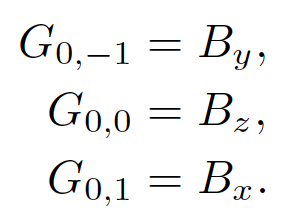 G_{0,-1} = B_y,
G_{0,0} = B_z,
G_{0,1} = B_x.